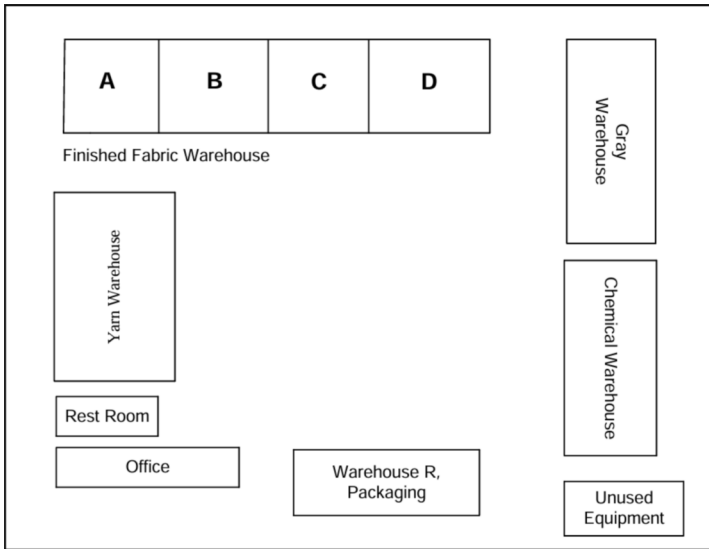 A
B
C
D
Finished Fabric Warehouse
Gray
Warehouse
Yarn Warehouse
Chemical Warehouse
Rest Room
Office
Warehouse R,
Packaging
Unused
Equipment